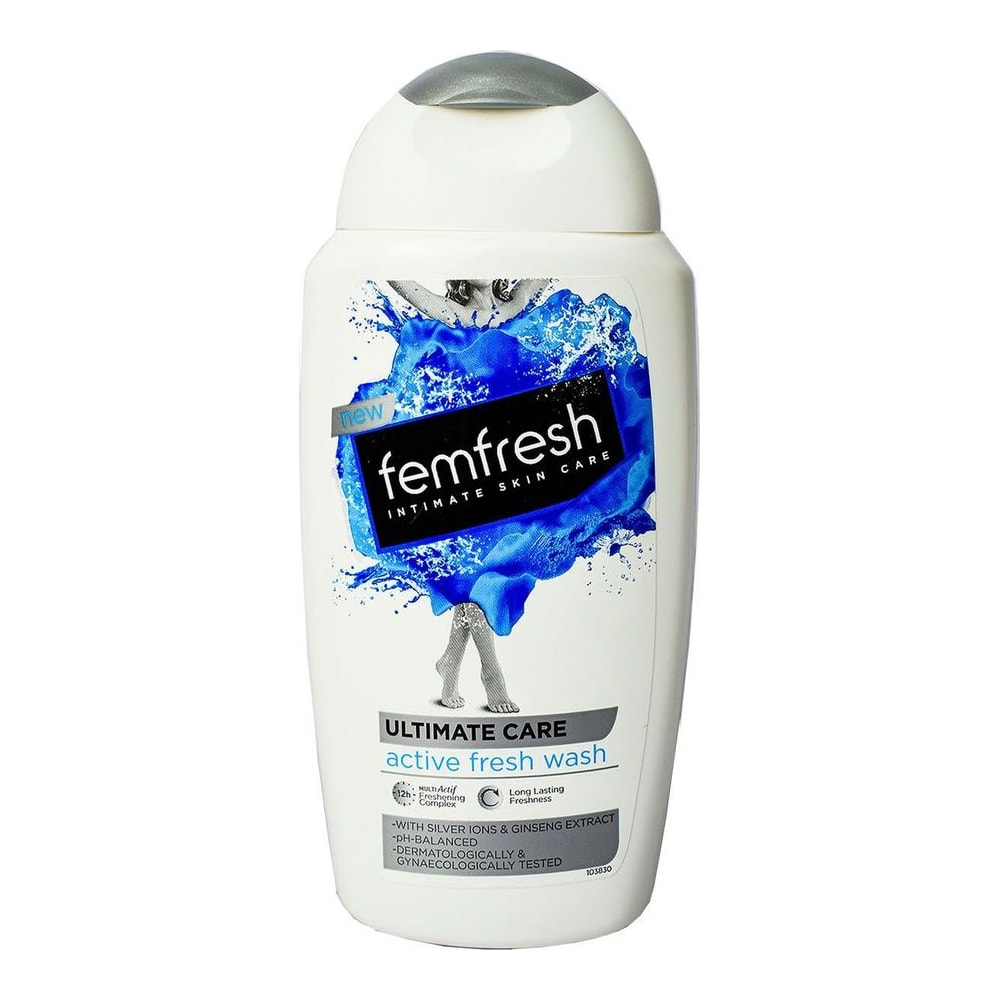 new
femfresh
INTIMATE SKIN CARE
ULTIMATE CARE
active fresh wash
-12h-
MULTIActif
Freshening
Complex
Long Lasting
Freshness
-WITH SILVER IONS & GINSENG EXTRACT
-pH-BALANCED
-DERMATOLOGICALLY &
GYNAECOLOGICALLY TESTED
103830